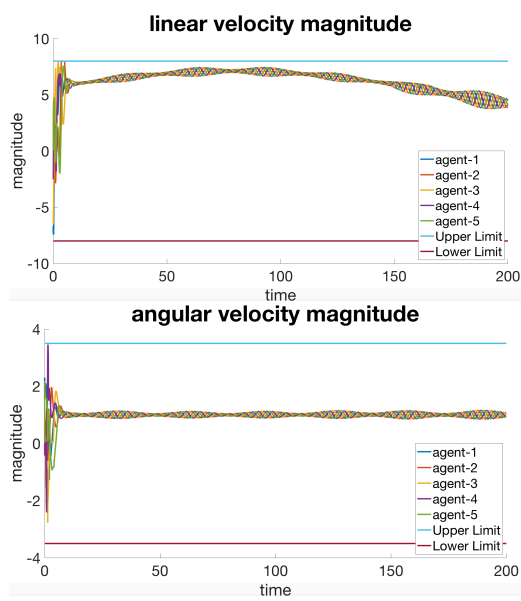 linear velocity magnitude
10
5
0
-5
-10
magnitude
0
50
100
150
200
time
agent-1
agent-2
agent-3
agent-4
agent-5
Upper Limit
Lower Limit
angular velocity magnitude
4
2
0
-2
-4
magnitude
0
50
100
150
200
time
agent-1
agent-2
agent-3
agent-4
agent-5
Upper Limit
Lower Limit